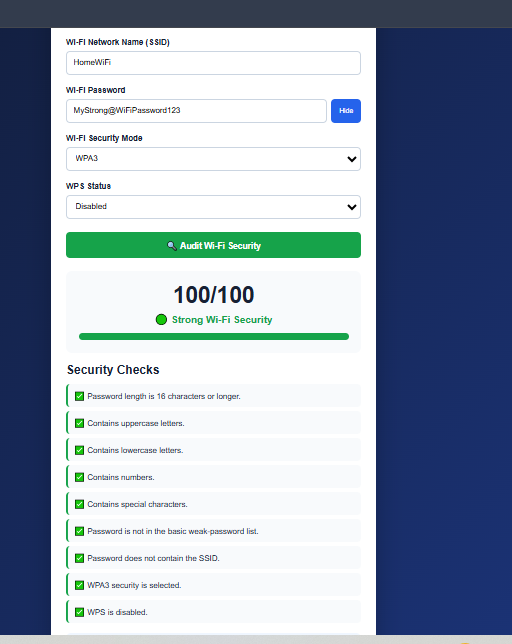 Wi-Fi Network Name (SSID)
HomeWiFi
Wi-Fi Password
MyStrong@WiFiPassword123
Hide
Wi-Fi Security Mode
WPA3
WPS Status
Disabled
Audit Wi-Fi Security
100/100
Strong Wi-Fi Security
Security Checks
Password length is 16 characters or longer.
Contains uppercase letters.
Contains lowercase letters.
Contains numbers.
Contains special characters.
Password is not in the basic weak-password list.
Password does not contain the SSID.
WPA3 security is selected.
WPS is disabled.